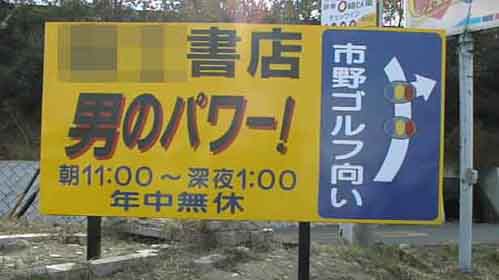 書店
男のパワー!
朝11:00～深夜1:00
年中無休
市野ゴルフ向い